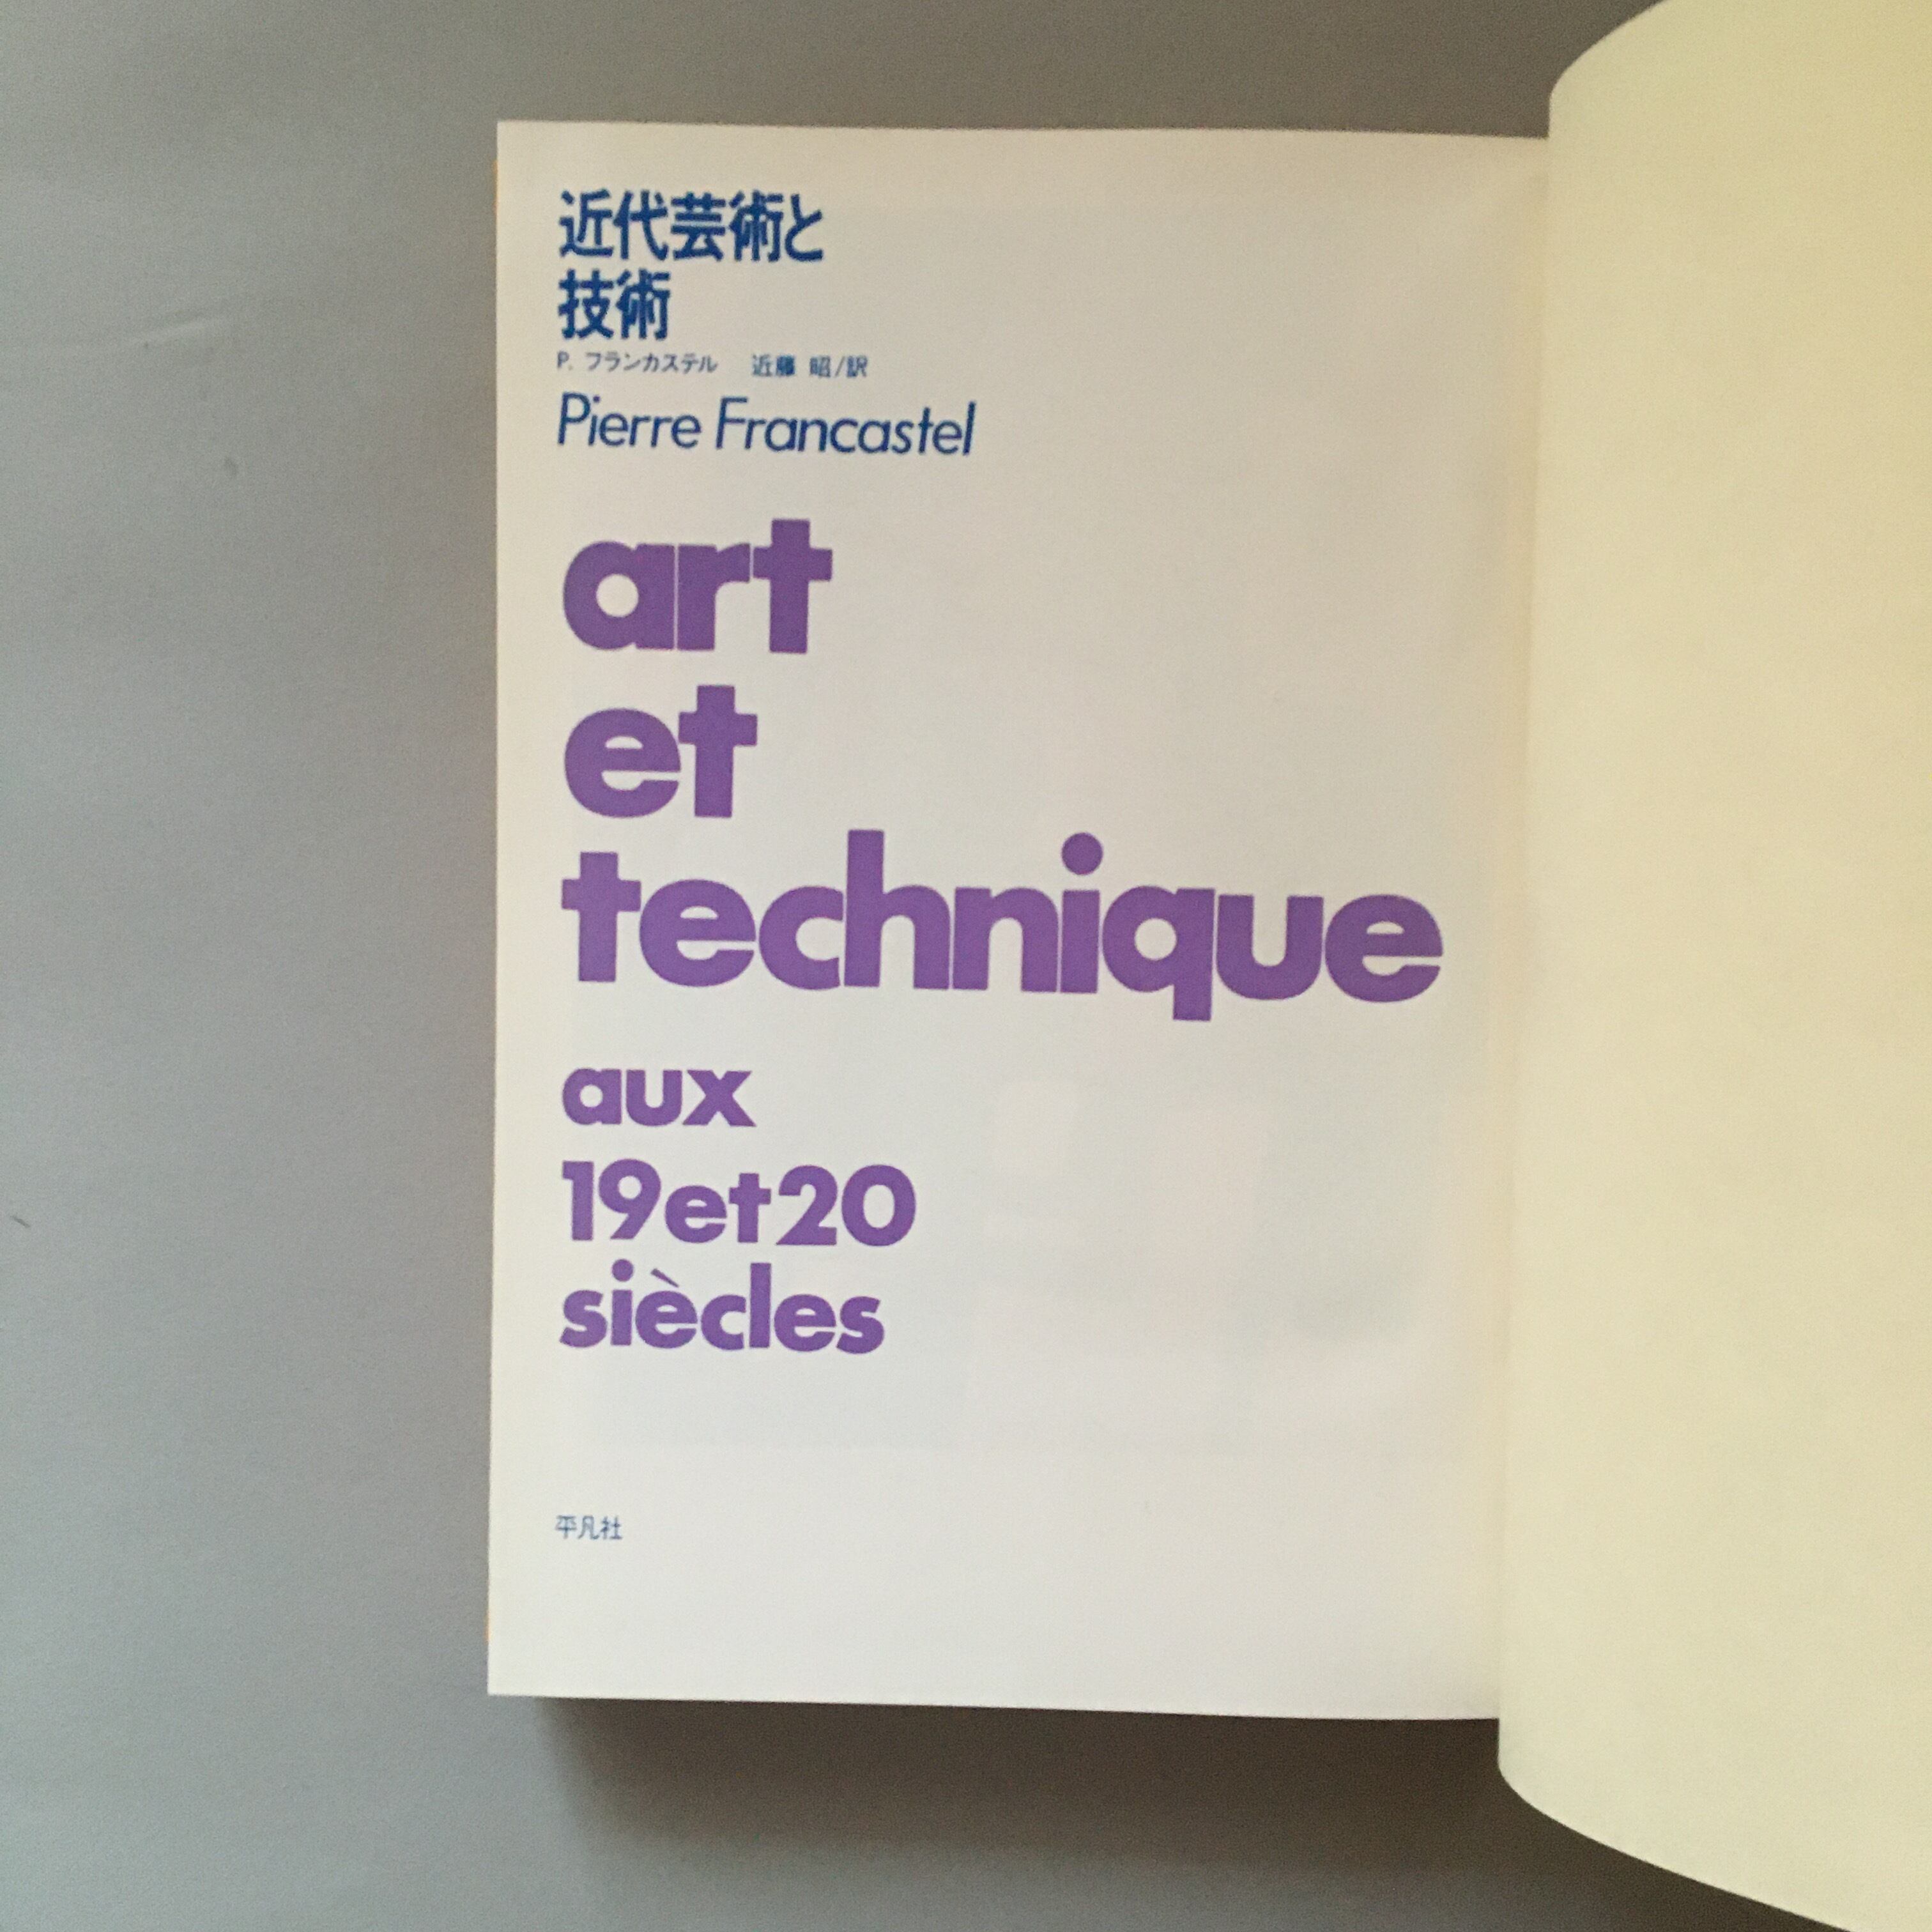 近代芸術と
技術
P. フランカステル 近藤 昭/訳
Pierre Francastel
art
et
technique
aux
19et20
siècles
平凡社